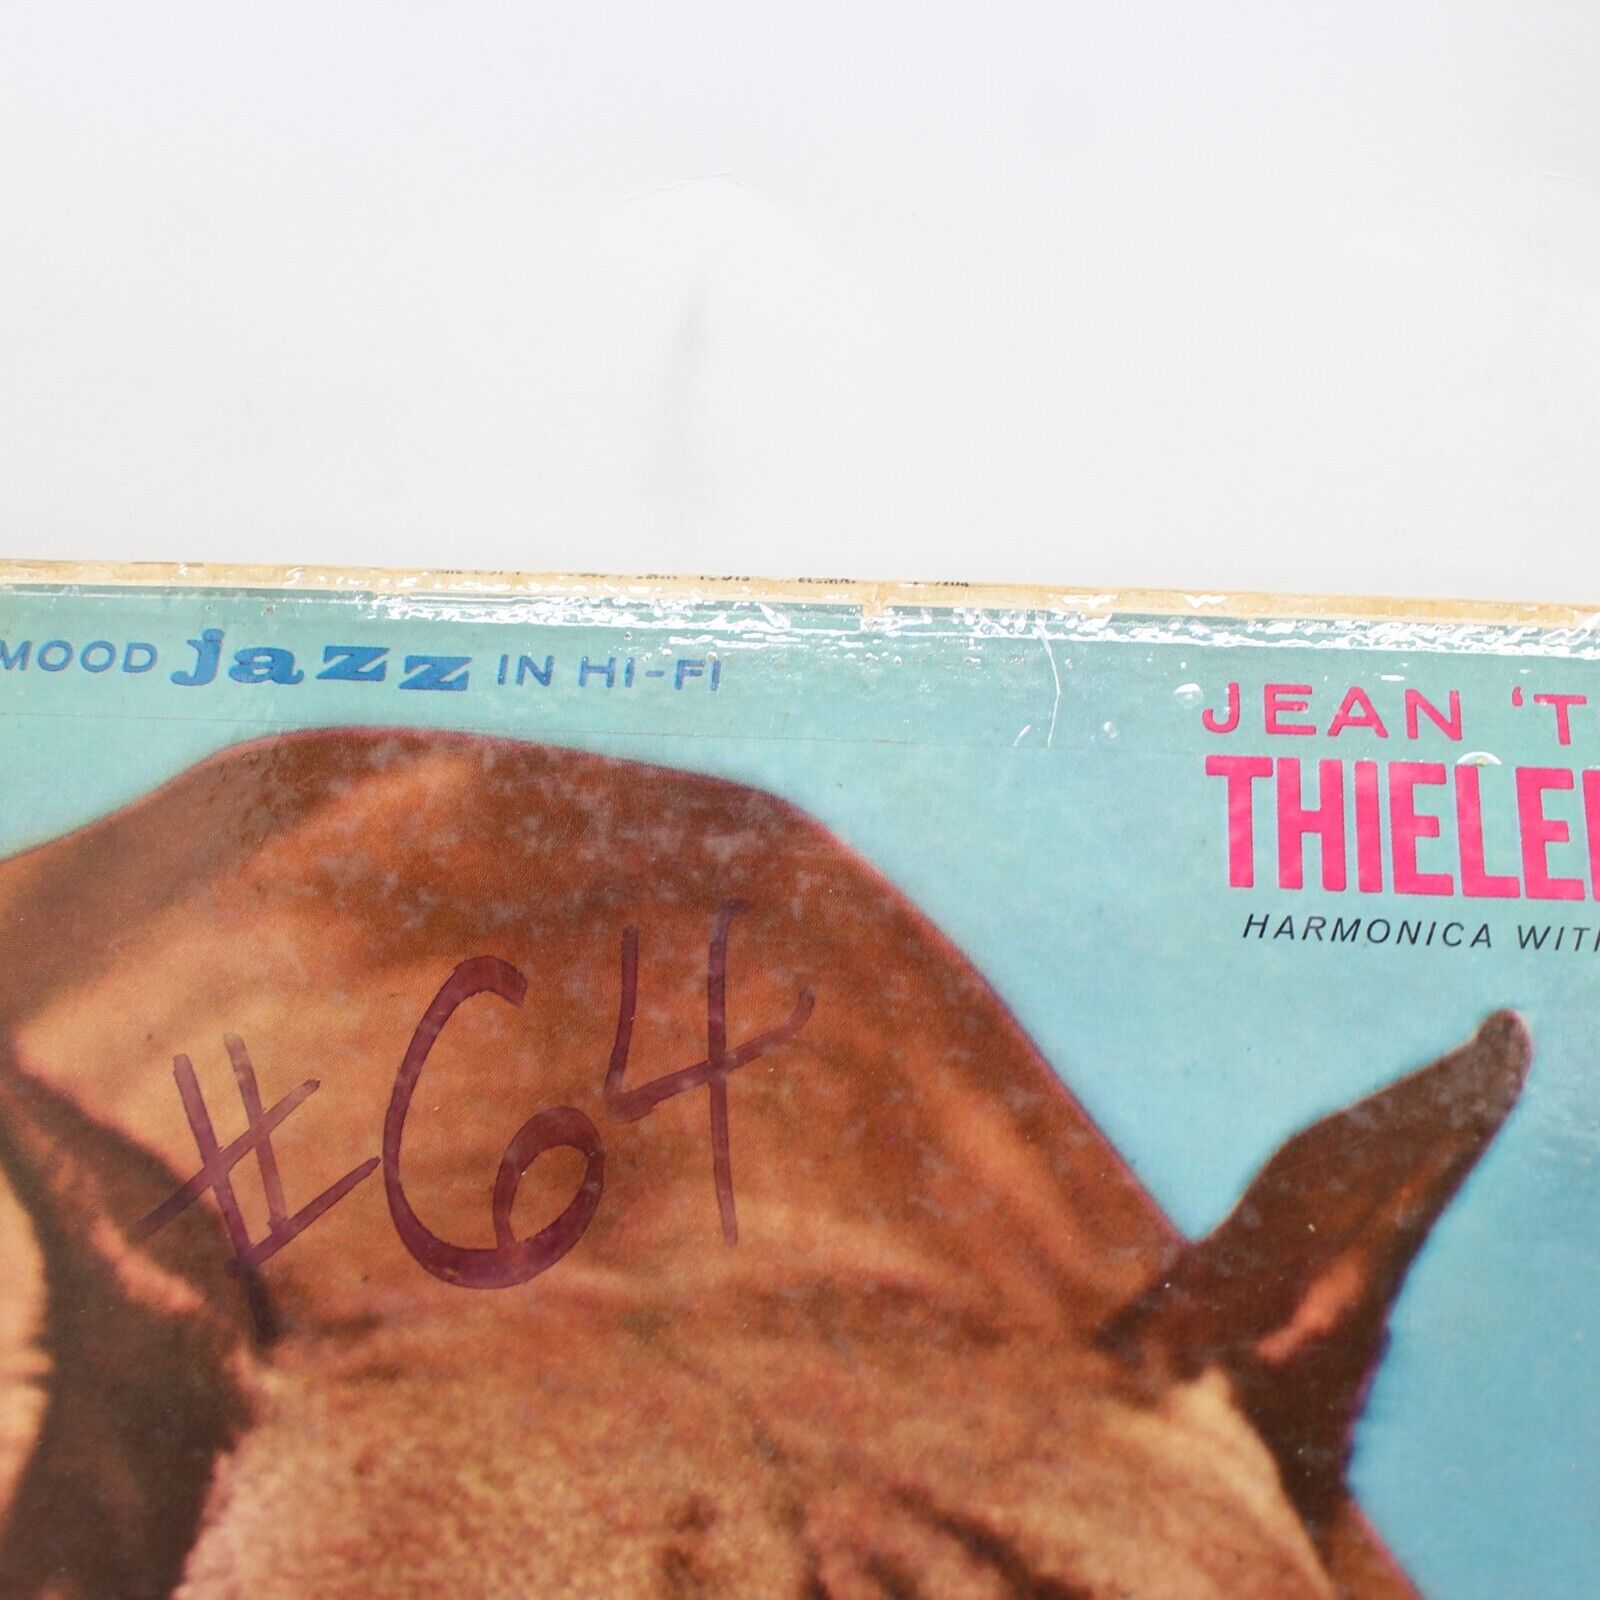 MOOD jazz IN HI-FI
JEAN 'T
THIELE
HARMONICA WITH
#64